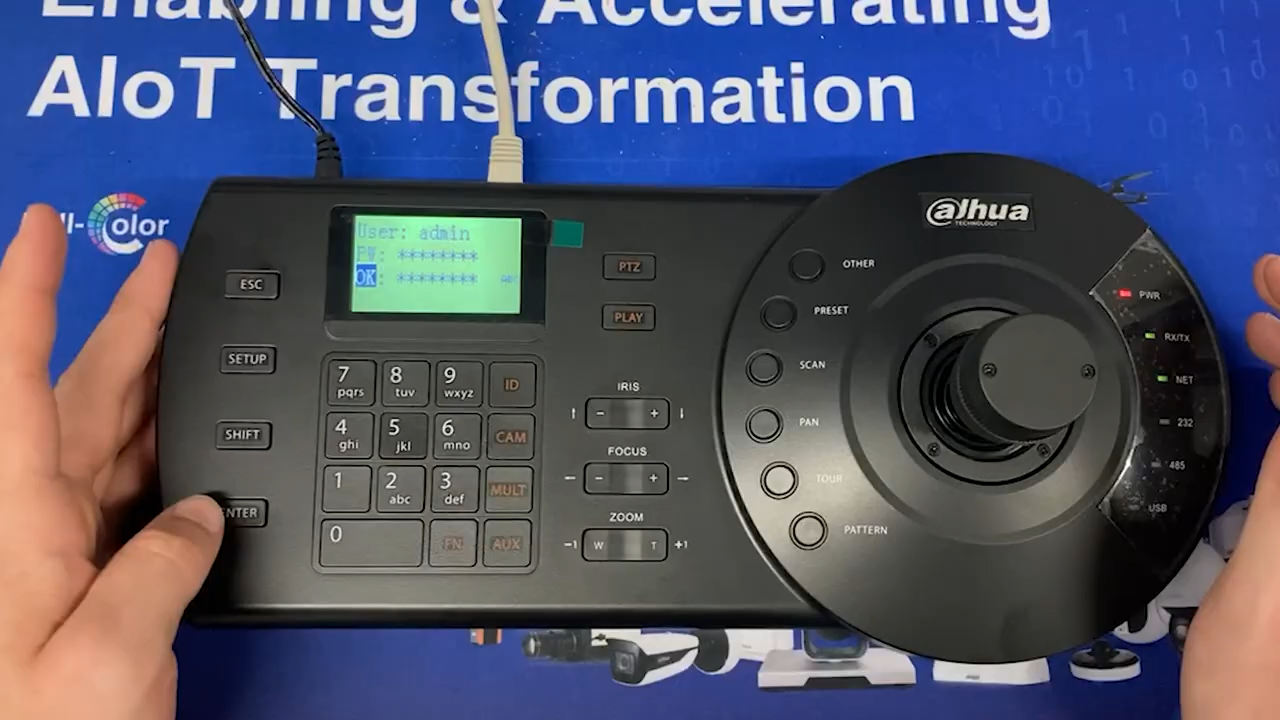 Enabling & Accelerating
AIoT Transformation
ll-Color
alhua
TECHNOLOGY
User: admin
PW: ********
OK: ******** ABC
ESC
SETUP
SHIFT
ENTER
7 8 9 ID
pqrs tuv wxyz
4 5 6 CAM
ghi jkl mno
1 2 3 MULT
abc def
0 FN AUX
PTZ
PLAY
IRIS
- +
FOCUS
- +
ZOOM
-1 W T +1
OTHER
PRESET
SCAN
PAN
TOUR
PATTERN
PWR
RX/TX
NET
232
485
USB